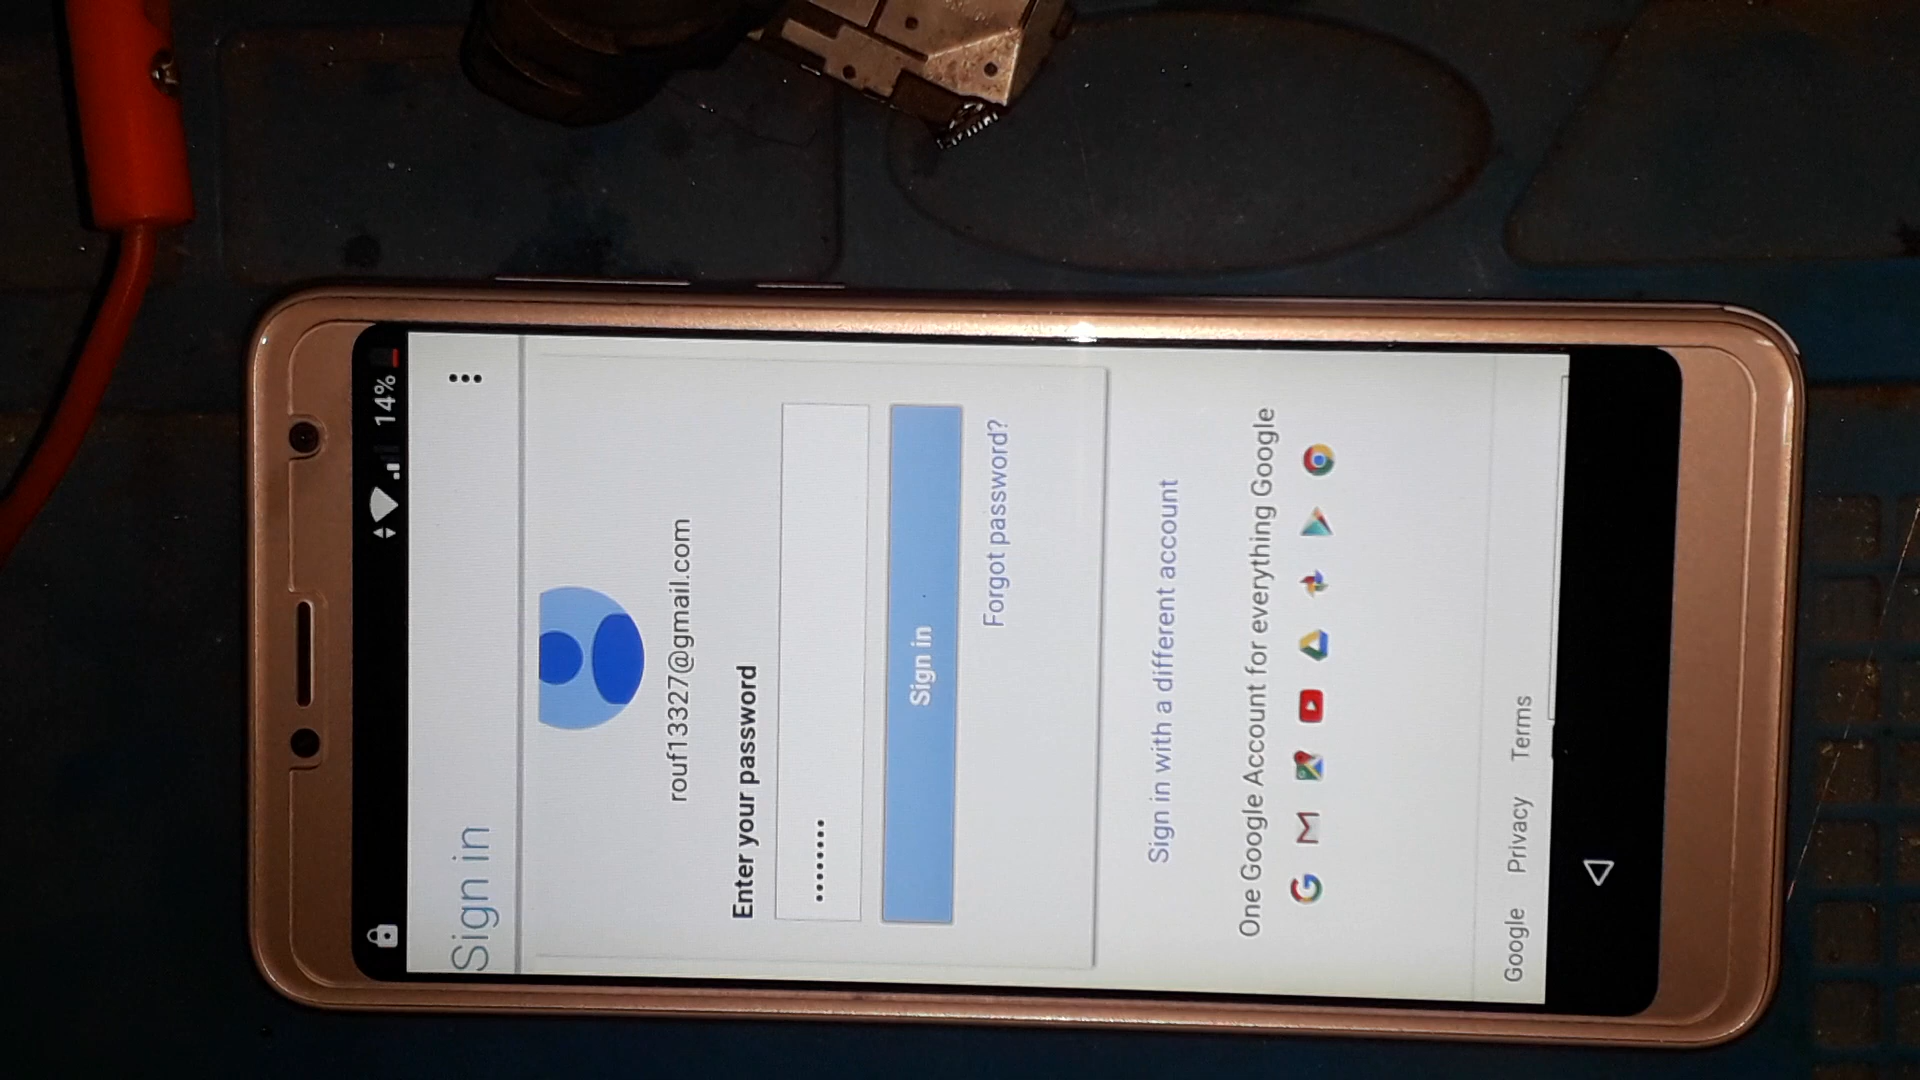 14%
Sign in
rouf13327@gmail.com
Enter your password
••••••••
Sign in
Forgot password?
Sign in with a different account
One Google Account for everything Google
Google Privacy Terms